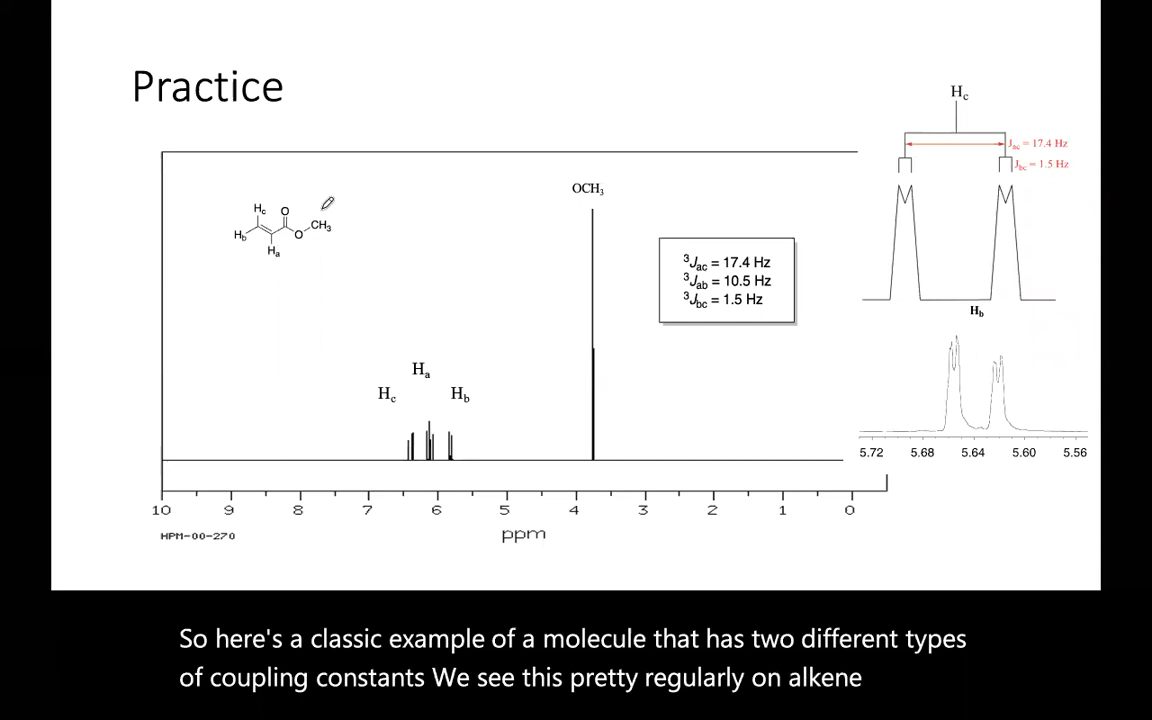 Practice
Hc
Jac = 17.4 Hz
Jbc = 1.5 Hz
OCH3
Hc
O
Hb
O
CH3
Ha
3Jac = 17.4 Hz
3Jab = 10.5 Hz
3Jbc = 1.5 Hz
Hb
Ha
Hc
Hb
5.72 5.68 5.64 5.60 5.56
10 9 8 7 6 5 4 3 2 1 0
HPM-00-270
ppm
So here's a classic example of a molecule that has two different types
of coupling constants We see this pretty regularly on alkene